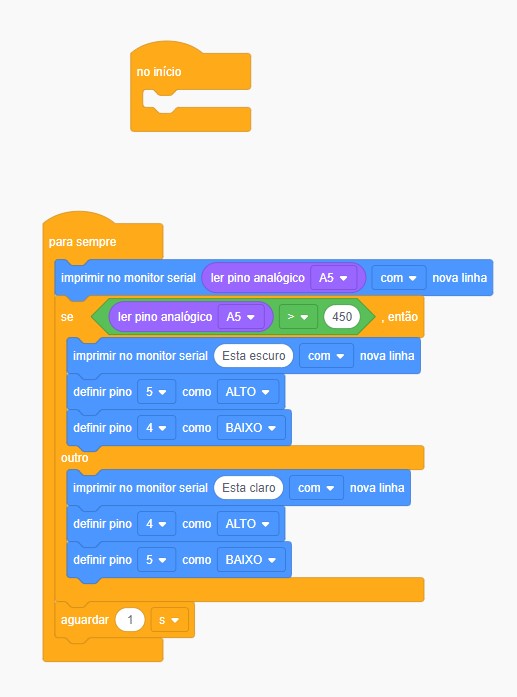 no início
para sempre
imprimir no monitor serial ler pino analógico A5 com nova linha
se ler pino analógico A5 > 450 , então
imprimir no monitor serial Esta escuro com nova linha
definir pino 5 como ALTO
definir pino 4 como BAIXO
outro
imprimir no monitor serial Esta claro com nova linha
definir pino 4 como ALTO
definir pino 5 como BAIXO
aguardar 1 s